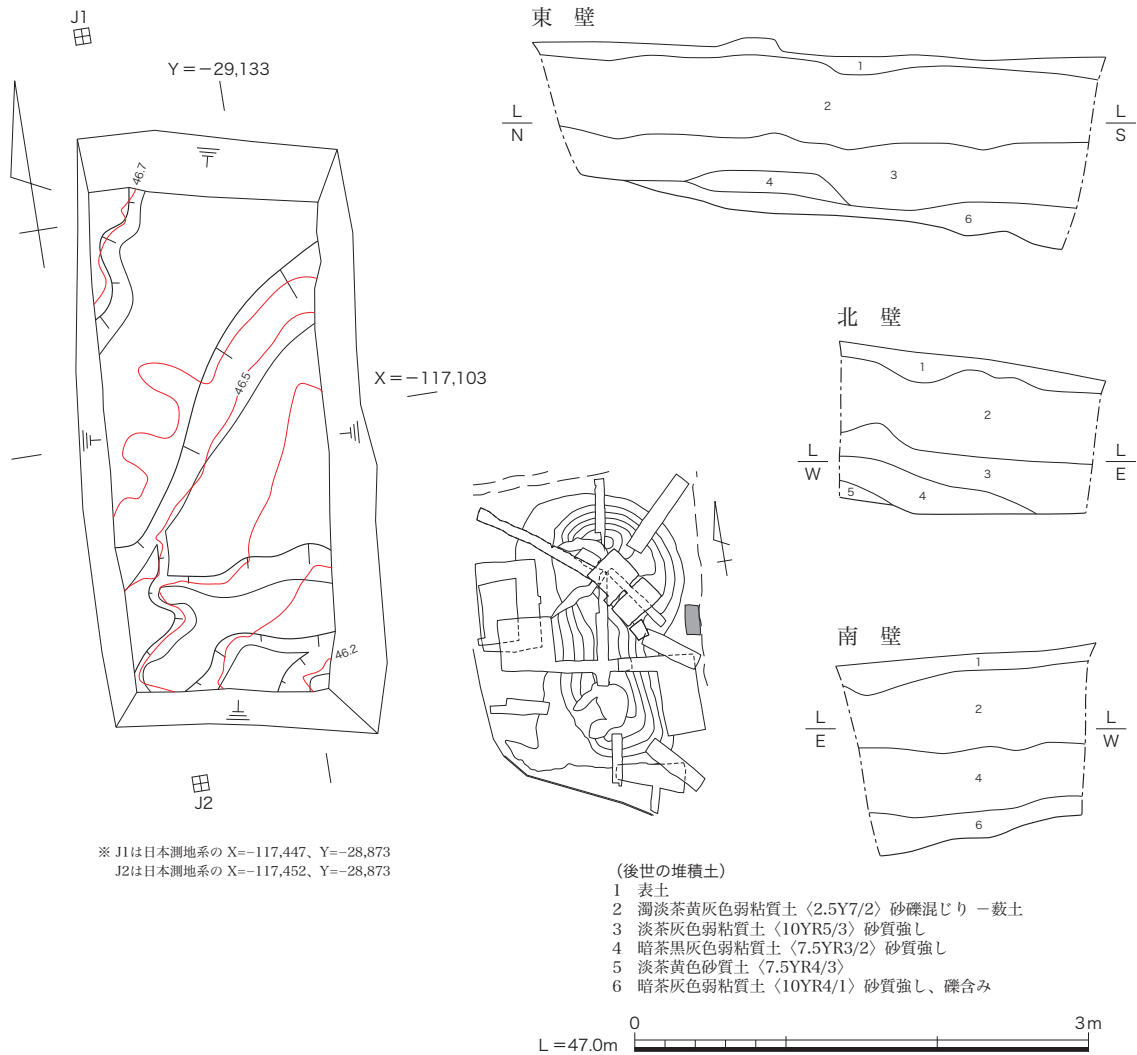 J1
Y＝−29,133
46.7
46.5
X＝−117,103
46.2
J2
※ J1は日本測地系の X=−117,447、Y=−28,873
J2は日本測地系の X=−117,452、Y=−28,873
東　壁
L
N
L
S
1
2
3
4
6
北　壁
L
W
L
E
1
2
3
4
5
南　壁
L
E
L
W
1
2
4
6
（後世の堆積土）
1　表土
2　濁淡茶黄灰色弱粘質土〈2.5Y7/2〉砂礫混じり −薮土
3　淡茶灰色弱粘質土〈10YR5/3〉砂質強し
4　暗茶黒灰色弱粘質土〈7.5YR3/2〉砂質強し
5　淡茶黄色砂質土〈7.5YR4/3〉
6　暗茶灰色弱粘質土〈10YR4/1〉砂質強し、礫含み
0
3m
L＝47.0m